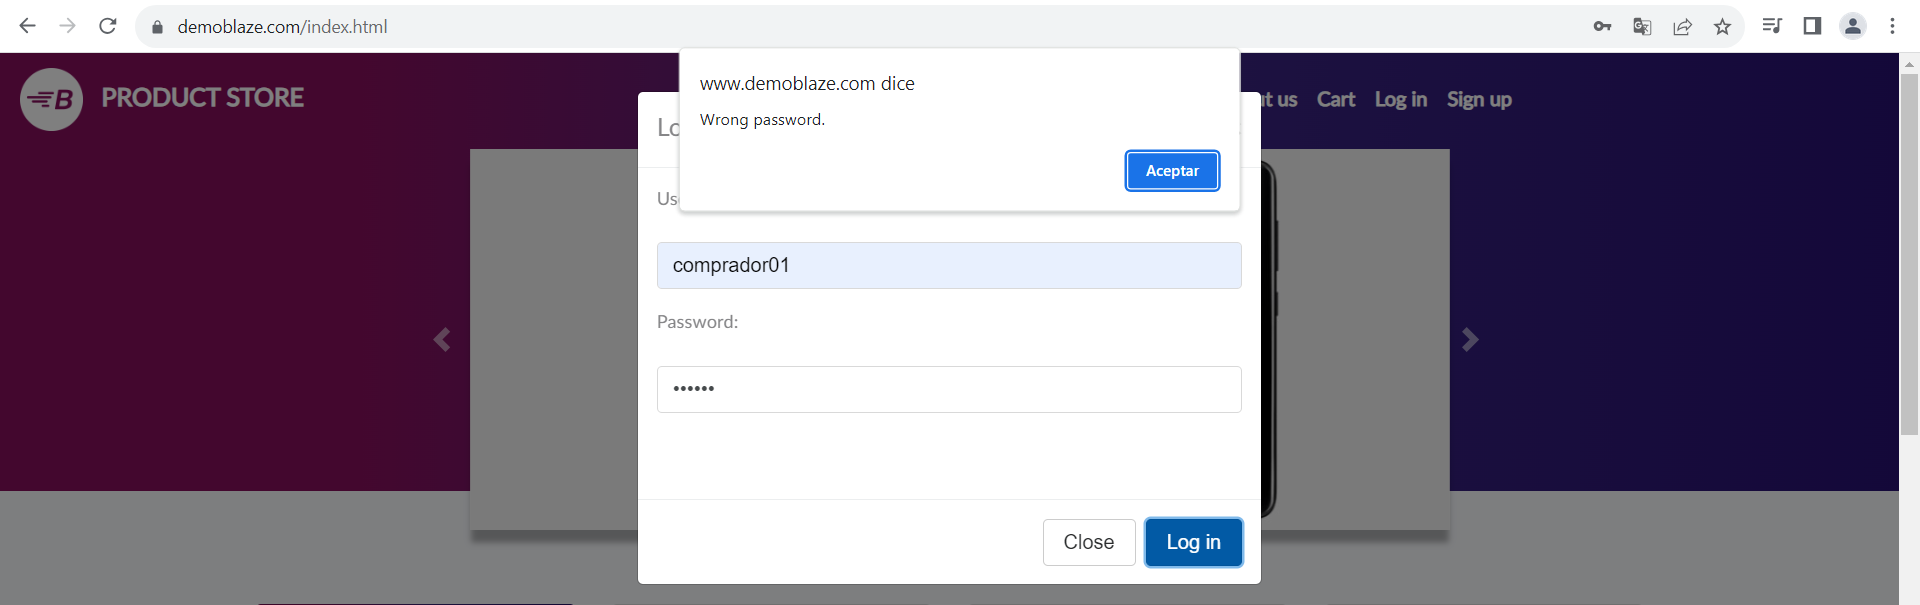 demoblaze.com/index.html
B PRODUCT STORE
www.demoblaze.com dice
Wrong password.
Aceptar
t us Cart Log in Sign up
Lo
Us
comprador01
Password:
••••••
Close Log in